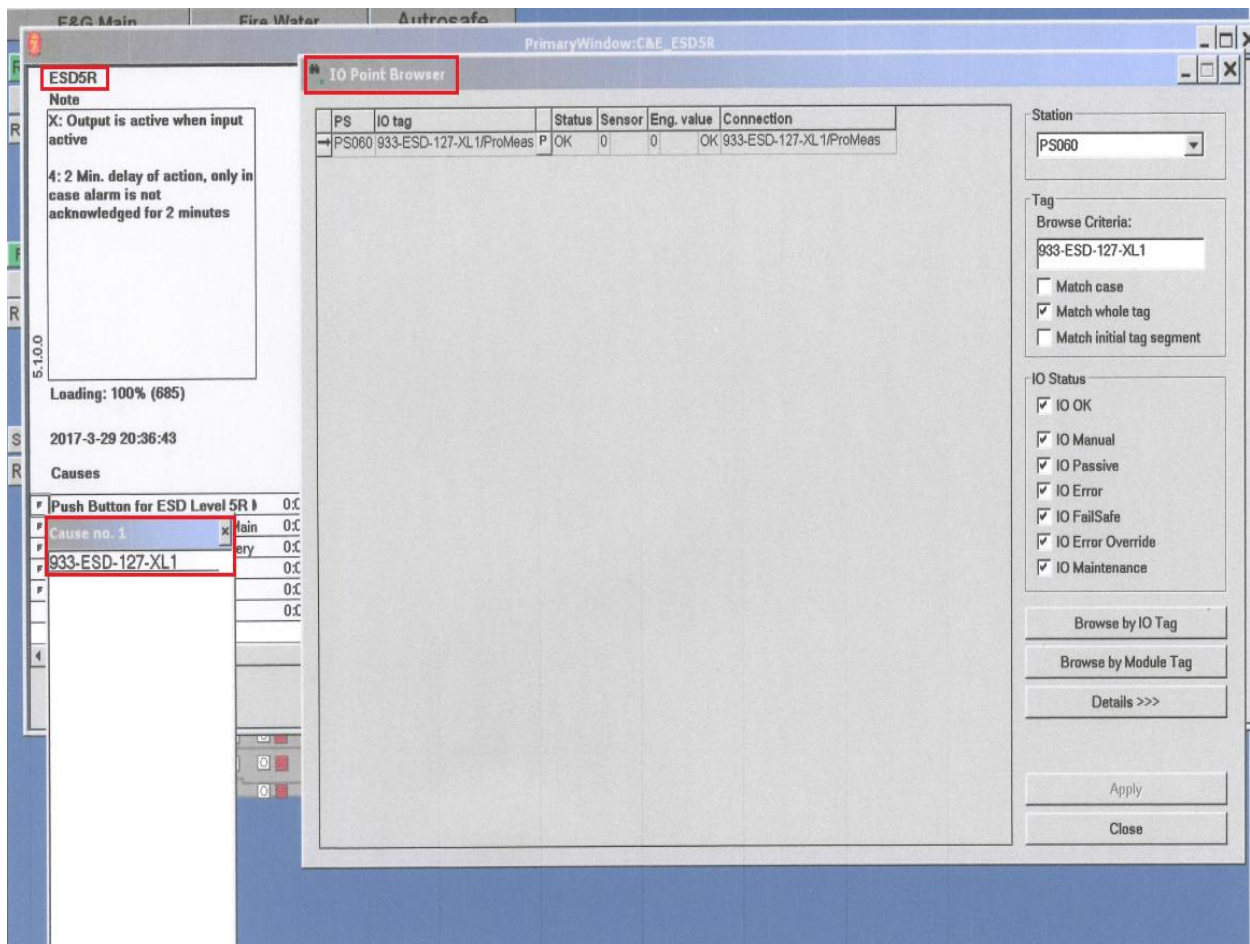 F&G Main
Fire Water
Autrosafe
PrimaryWindow:C&E_ESD5R
ESD5R
Note
X: Output is active when input
active
4: 2 Min. delay of action, only in
case alarm is not
acknowledged for 2 minutes
5.1.0.0
Loading: 100% (685)
2017-3-29 20:36:43
Causes
F Push Button for ESD Level 5R
F Main
F ery
F
F
Cause no. 1 x
933-ESD-127-XL1
IO Point Browser
PS IO tag Status Sensor Eng. value Connection
PS060 933-ESD-127-XL1/ProMeas P OK 0 0 OK 933-ESD-127-XL1/ProMeas
Station
PS060
Tag
Browse Criteria:
933-ESD-127-XL1
Match case
Match whole tag
Match initial tag segment
IO Status
IO OK
IO Manual
IO Passive
IO Error
IO FailSafe
IO Error Override
IO Maintenance
Browse by IO Tag
Browse by Module Tag
Details >>>
Apply
Close